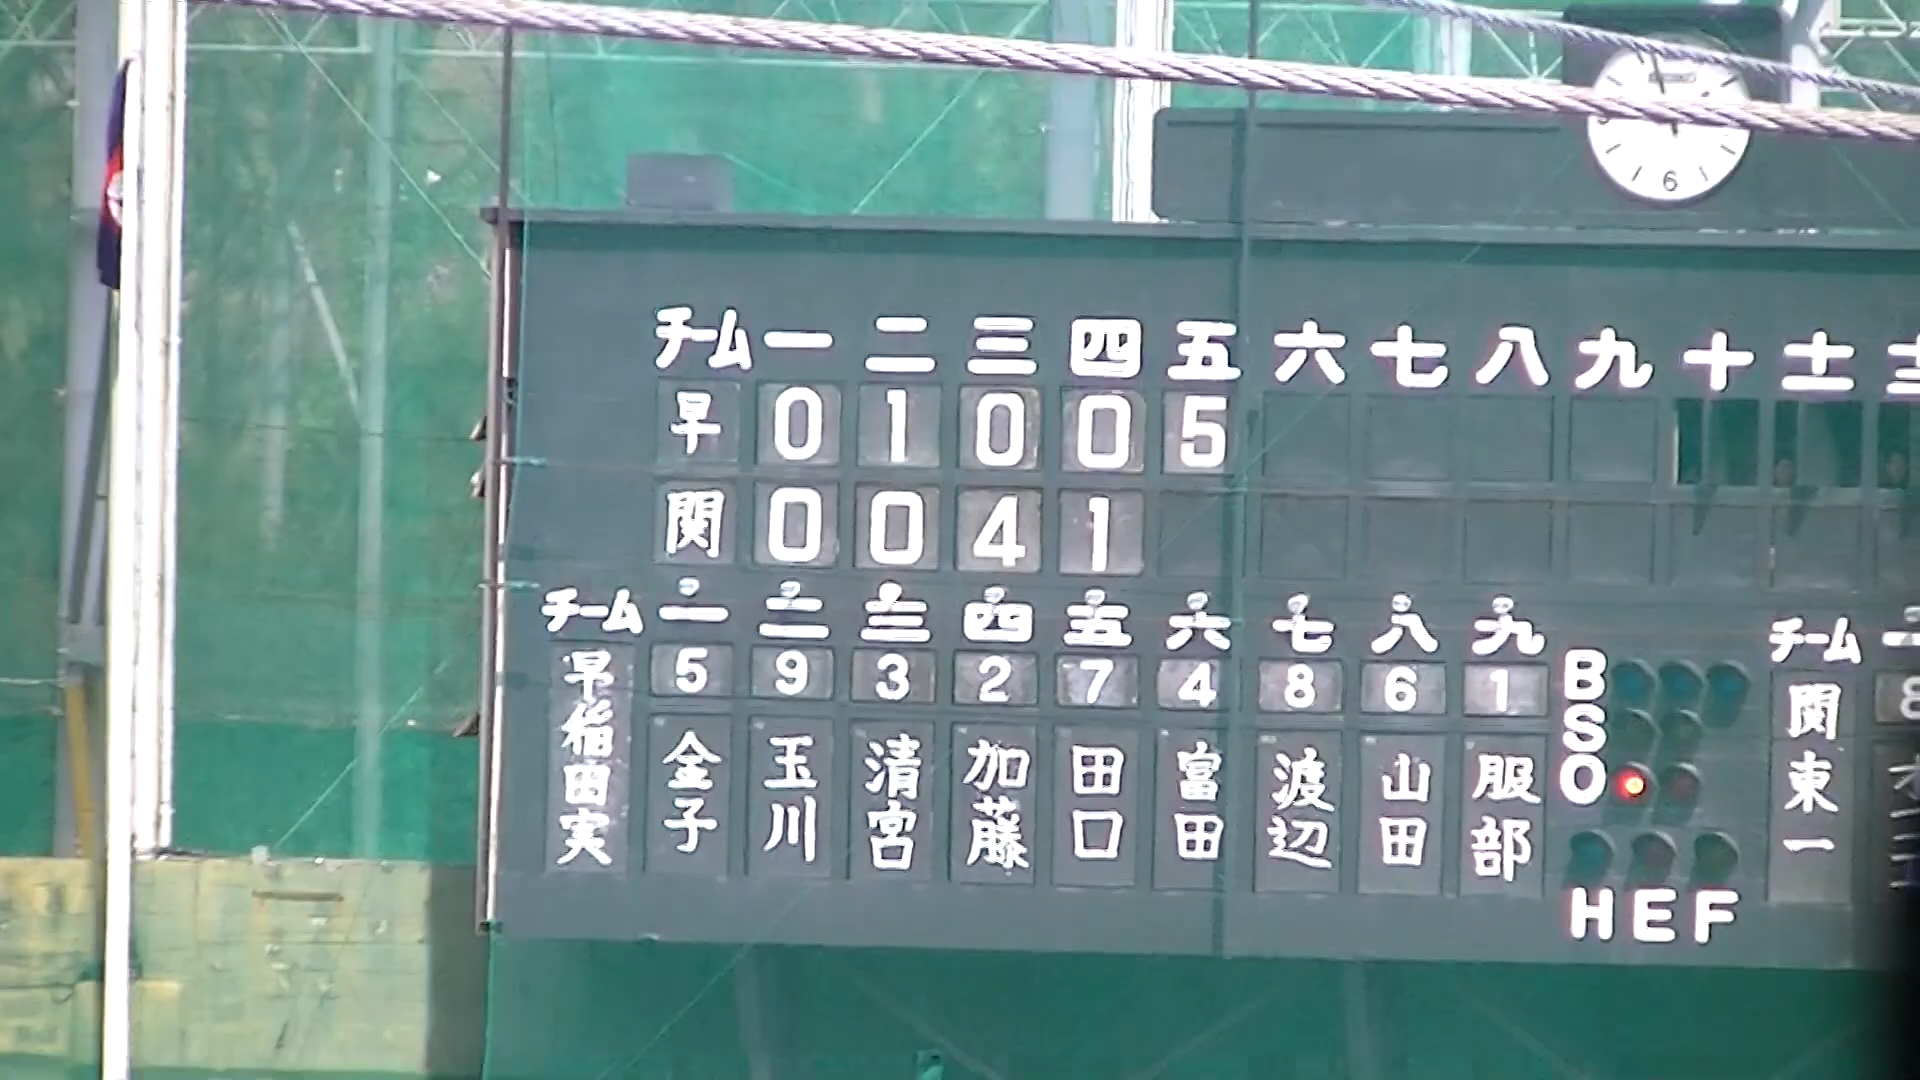 6
チーム 一 二 三 四 五 六 七 八 九 十 十一
早 0 1 0 0 5
関 0 0 4 1
チーム 一 二 三 四 五 六 七 八 九 チーム
5 9 3 2 7 4 8 6 1 8
早稲田実 金子 玉川 清宮 加藤 田口 富田 渡辺 山田 服部 関東一
B
S
O
H E F